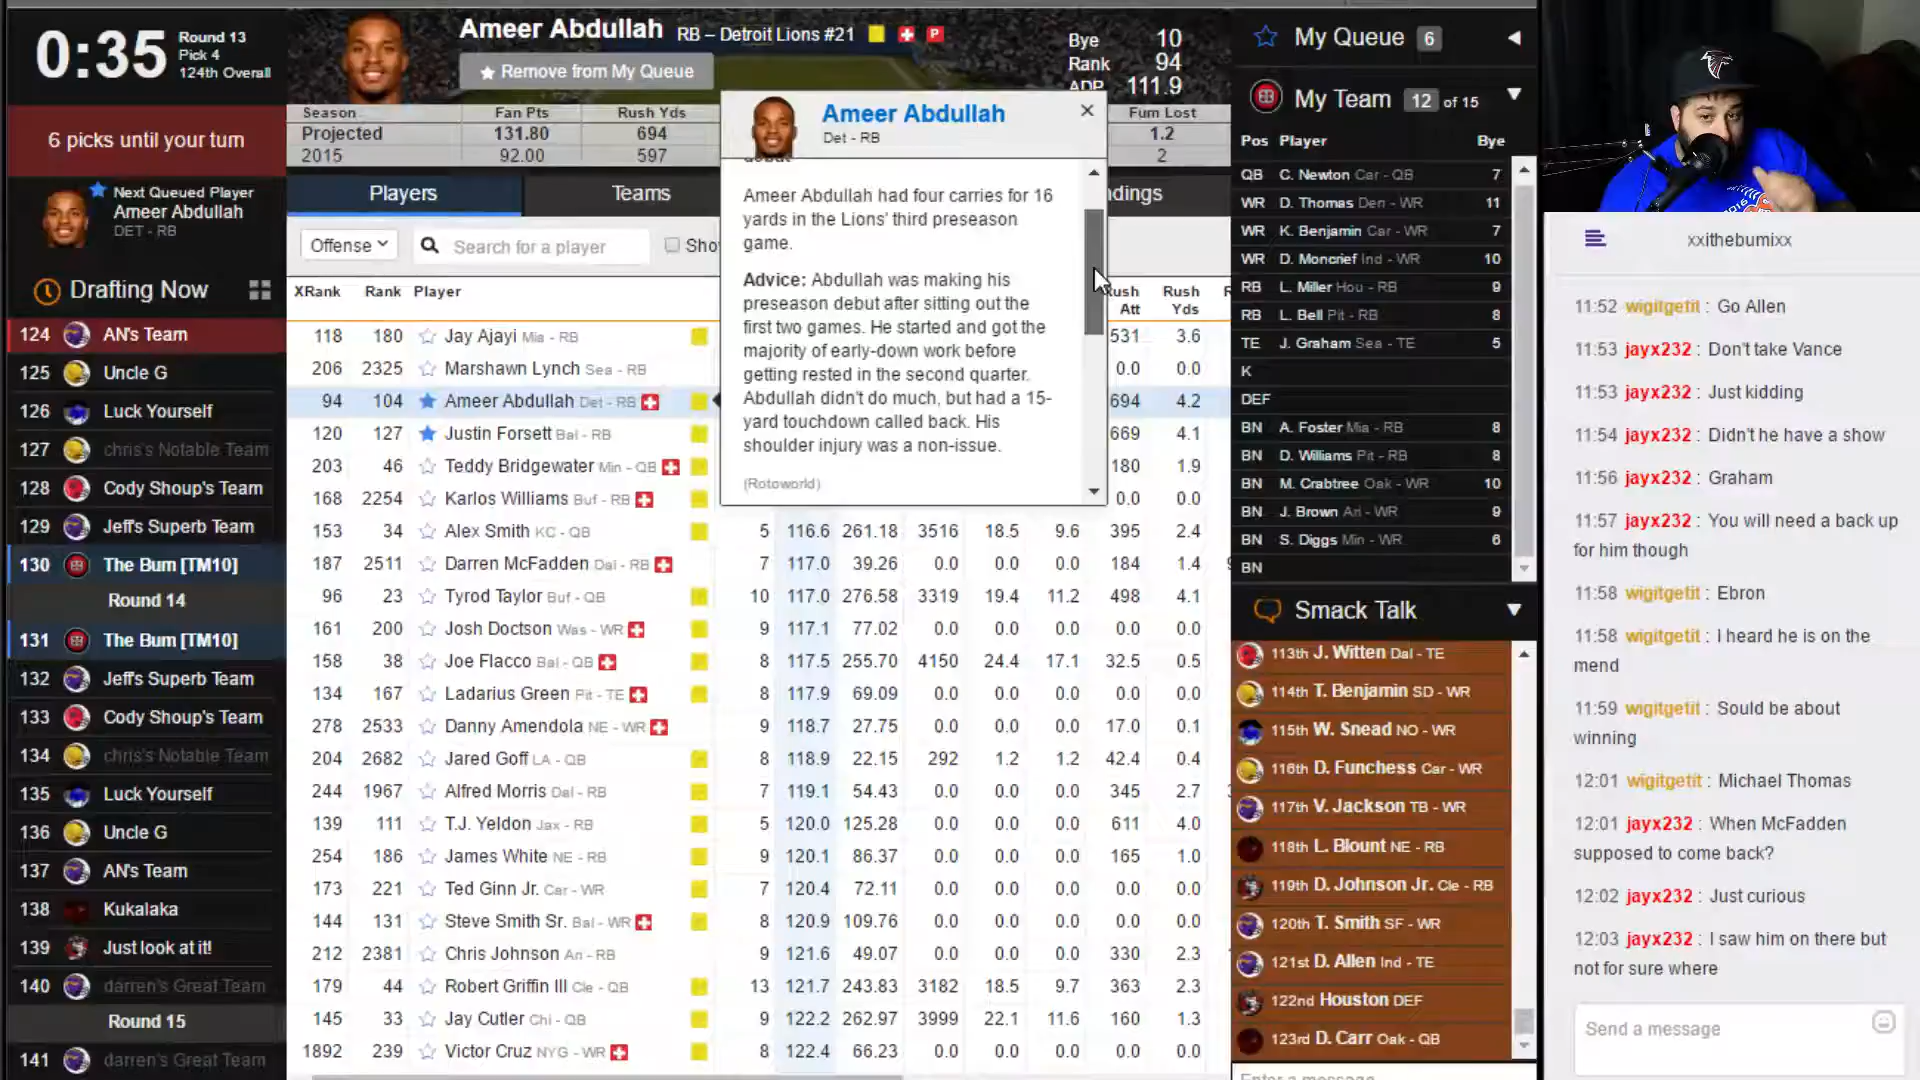 0:35
Round 13
Pick 4
124th Overall
6 picks until your turn
Next Queued Player
Ameer Abdullah
DET - RB
Drafting Now
124 AN's Team
125 Uncle G
126 Luck Yourself
127 chris's Notable Team
128 Cody Shoup's Team
129 Jeff's Superb Team
130 The Bum [TM10]
Round 14
131 The Bum [TM10]
132 Jeff's Superb Team
133 Cody Shoup's Team
134 chris's Notable Team
135 Luck Yourself
136 Uncle G
137 AN's Team
138 Kukalaka
139 Just look at it!
140 darren's Great Team
Round 15
141 darren's Great Team
Ameer Abdullah RB – Detroit Lions #21 P
Remove from My Queue
Bye 10
Rank 94
ADP 111.9
Season Fan Pts Rush Yds Fum Lost
Projected 131.80 694 1.2
2015 92.00 597 2
Players Teams
Offense Search for a player
XRank Rank Player Rush Att Rush Yds
118 180 Jay Ajayi Mia - RB 531 3.6
206 2325 Marshawn Lynch Sea - RB 0.0 0.0
94 104 Ameer Abdullah Det - RB 694 4.2
120 127 Justin Forsett Bal - RB 669 4.1
203 46 Teddy Bridgewater Min - QB 180 1.9
168 2254 Karlos Williams Buf - RB 0.0 0.0
153 34 Alex Smith KC - QB 5 116.6 261.18 3516 18.5 9.6 395 2.4
187 2511 Darren McFadden Dal - RB 7 117.0 39.26 0.0 0.0 0.0 184 1.4
96 23 Tyrod Taylor Buf - QB 10 117.0 276.58 3319 19.4 11.2 498 4.1
161 200 Josh Doctson Was - WR 9 117.1 77.02 0.0 0.0 0.0 0.0 0.0
158 38 Joe Flacco Bal - QB 8 117.5 255.70 4150 24.4 17.1 32.5 0.5
134 167 Ladarius Green Pit - TE 8 117.9 69.09 0.0 0.0 0.0 0.0 0.0
278 2533 Danny Amendola NE - WR 9 118.7 27.75 0.0 0.0 0.0 17.0 0.1
204 2682 Jared Goff LA - QB 8 118.9 22.15 292 1.2 1.2 42.4 0.4
244 1967 Alfred Morris Dal - RB 7 119.1 54.43 0.0 0.0 0.0 345 2.7
139 111 T.J. Yeldon Jax - RB 5 120.0 125.28 0.0 0.0 0.0 611 4.0
254 186 James White NE - RB 9 120.1 86.37 0.0 0.0 0.0 165 1.0
173 221 Ted Ginn Jr. Car - WR 7 120.4 72.11 0.0 0.0 0.0 0.0 0.0
144 131 Steve Smith Sr. Bal - WR 8 120.9 109.76 0.0 0.0 0.0 0.0 0.0
212 2381 Chris Johnson Ari - RB 9 121.6 49.07 0.0 0.0 0.0 330 2.3
179 44 Robert Griffin III Cle - QB 13 121.7 243.83 3182 18.5 9.7 363 2.3
145 33 Jay Cutler Chi - QB 9 122.2 262.97 3999 22.1 11.6 160 1.3
1892 239 Victor Cruz NYG - WR 8 122.4 66.23 0.0 0.0 0.0 0.0 0.0
Ameer Abdullah
Det - RB
Ameer Abdullah had four carries for 16
yards in the Lions' third preseason
game.
Advice: Abdullah was making his
preseason debut after sitting out the
first two games. He started and got the
majority of early-down work before
getting rested in the second quarter.
Abdullah didn't do much, but had a 15-
yard touchdown called back. His
shoulder injury was a non-issue.
(Rotoworld)
My Queue 6
My Team 12 of 15
Pos Player Bye
QB C. Newton Car - QB 7
WR D. Thomas Den - WR 11
WR K. Benjamin Car - WR 7
WR D. Moncrief Ind - WR 10
RB L. Miller Hou - RB 9
RB L. Bell Pit - RB 8
TE J. Graham Sea - TE 5
K
DEF
BN A. Foster Mia - RB 8
BN D. Williams Pit - RB 8
BN M. Crabtree Oak - WR 10
BN J. Brown Ari - WR 9
BN S. Diggs Min - WR 6
BN
Smack Talk
113th J. Witten Dal - TE
114th T. Benjamin SD - WR
115th W. Snead NO - WR
116th D. Funchess Car - WR
117th V. Jackson TB - WR
118th L. Blount NE - RB
119th D. Johnson Jr. Cle - RB
120th T. Smith SF - WR
121st D. Allen Ind - TE
122nd Houston DEF
123rd D. Carr Oak - QB
Enter a message
xxithebumixx
11:52 wigitgetit : Go Allen
11:53 jayx232 : Don't take Vance
11:53 jayx232 : Just kidding
11:54 jayx232 : Didn't he have a show
11:56 jayx232 : Graham
11:57 jayx232 : You will need a back up
for him though
11:58 wigitgetit : Ebron
11:58 wigitgetit : I heard he is on the
mend
11:59 wigitgetit : Sould be about
winning
12:01 wigitgetit : Michael Thomas
12:01 jayx232 : When McFadden
supposed to come back?
12:02 jayx232 : Just curious
12:03 jayx232 : I saw him on there but
not for sure where
Send a message